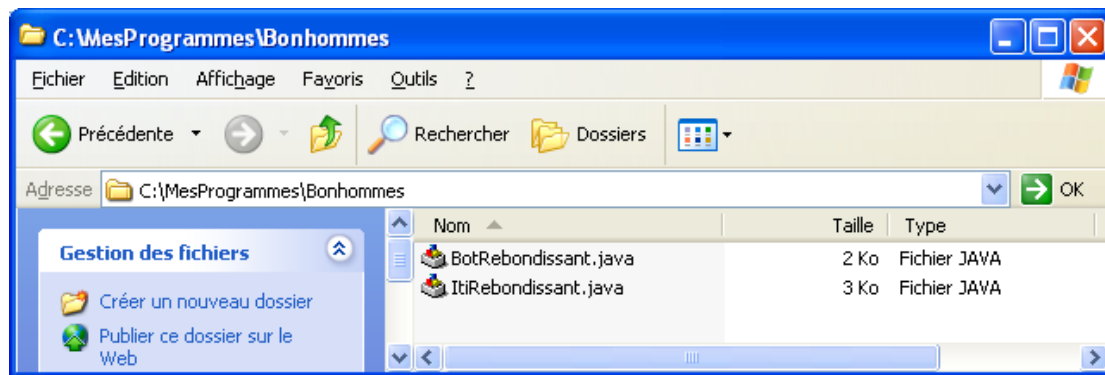 C:\MesProgrammes\Bonhommes
Fichier Edition Affichage Favoris Outils ?
Précédente Rechercher Dossiers
Adresse C:\MesProgrammes\Bonhommes OK
Nom Taille Type
Gestion des fichiers
BotRebondissant.java 2 Ko Fichier JAVA
ItiRebondissant.java 3 Ko Fichier JAVA
Créer un nouveau dossier
Publier ce dossier sur le
Web